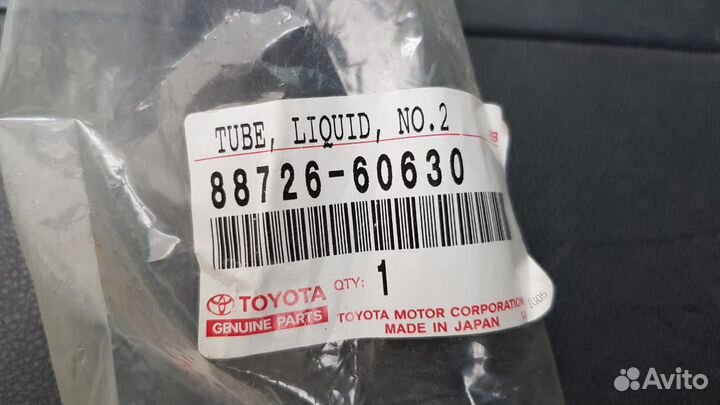 TUBE, LIQUID, NO.2
88726-60630
QTY: 1
TOYOTA
GENUINE PARTS
TOYOTA MOTOR CORPORATION
MADE IN JAPAN
Avito